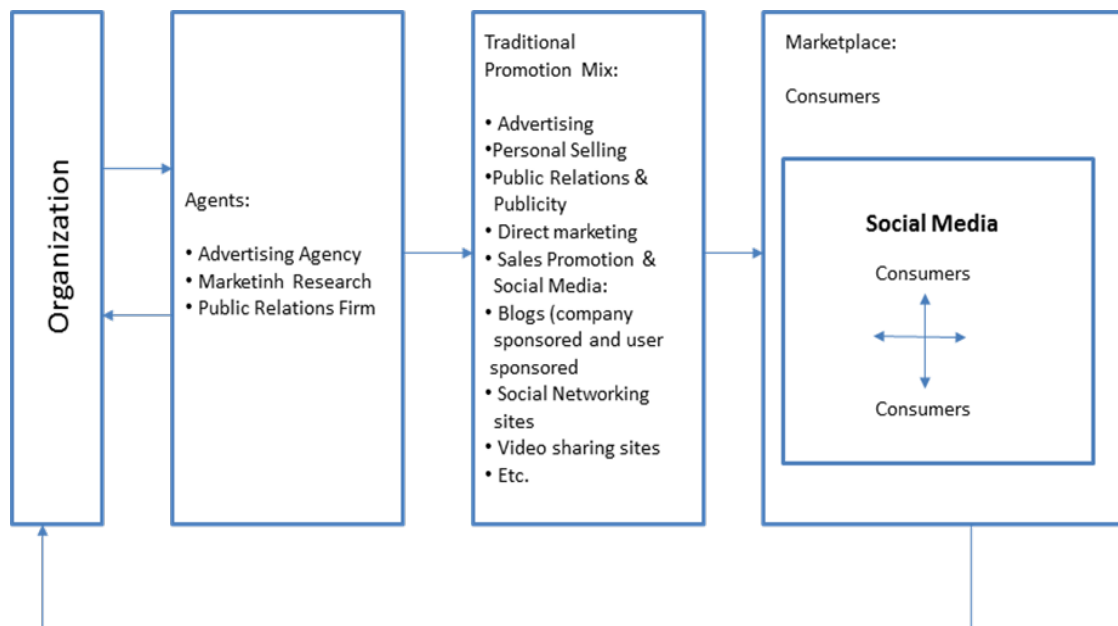 Organization
Agents:
• Advertising Agency
• Marketinh Research
• Public Relations Firm
Traditional
Promotion Mix:
• Advertising
•Personal Selling
•Public Relations &
Publicity
• Direct marketing
• Sales Promotion &
Social Media:
• Blogs (company
sponsored and user
sponsored
• Social Networking
sites
• Video sharing sites
• Etc.
Marketplace:
Consumers
Social Media
Consumers
Consumers